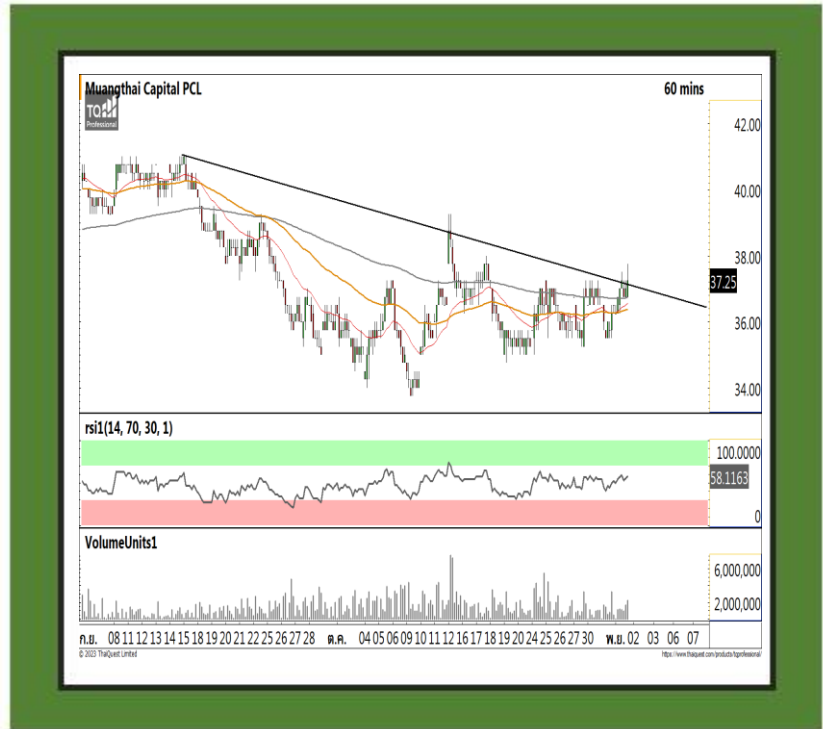 Muangthai Capital PCL 60 mins
TQ
Professional
42.00
40.00
38.00
37.25
36.00
34.00
rsi1(14, 70, 30, 1)
100.0000
58.1163
0
VolumeUnits1
6,000,000
2,000,000
ก.ย. 08 11 12 13 14 15 18 19 20 21 22 25 26 27 28 ต.ค. 04 05 06 09 10 11 12 16 17 18 19 20 24 25 26 27 30 พ.ย. 02 03 06 07
© 2023 ThaiQuest Limited https://www.thaiquest.com/products/tqprofessional/